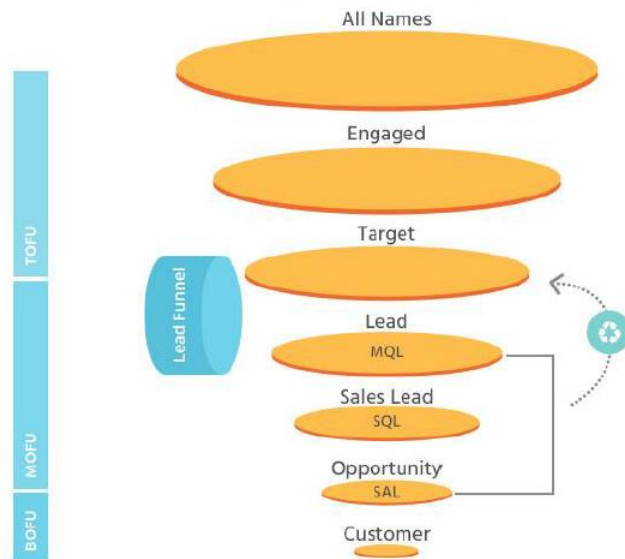 All Names
Engaged
TOFU
Target
Lead Funnel
Lead
MQL
Sales Lead
SQL
MOFU
Opportunity
SAL
BOFU
Customer